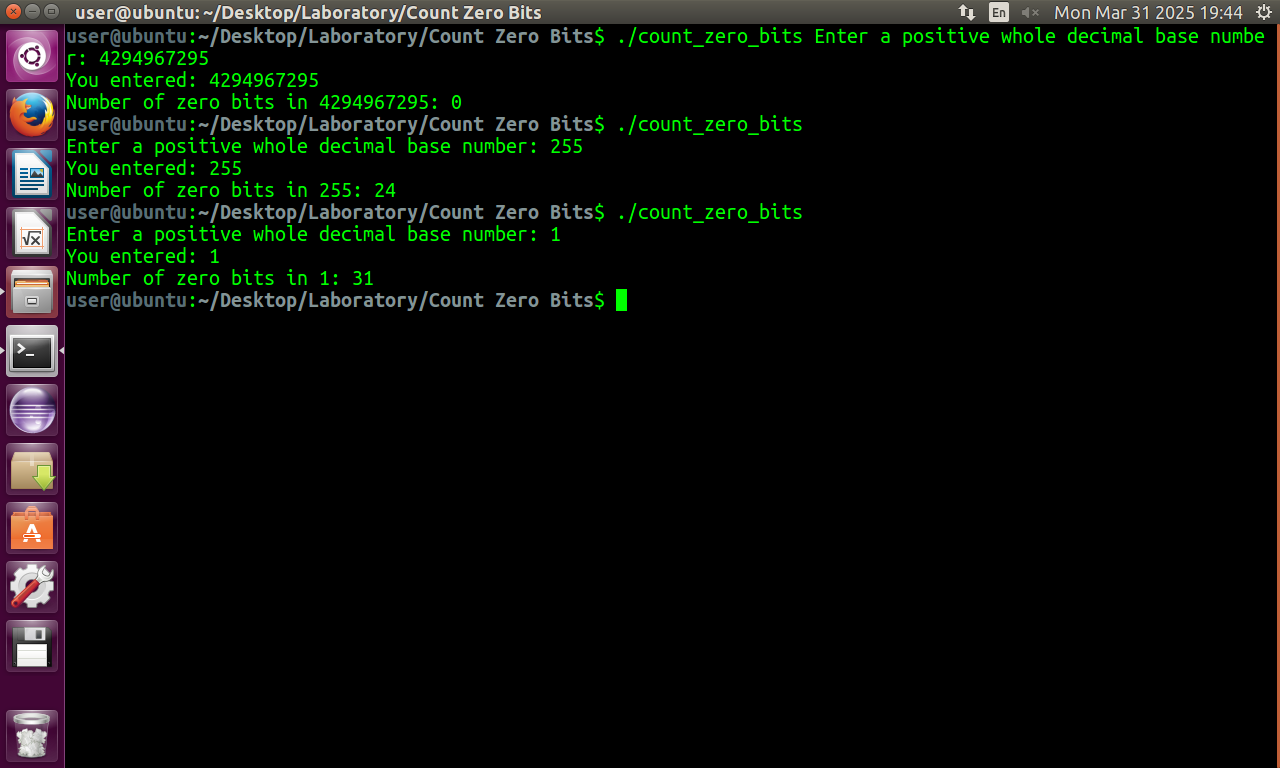 user@ubuntu: ~/Desktop/Laboratory/Count Zero Bits
En
Mon Mar 31 2025 19:44
user@ubuntu:~/Desktop/Laboratory/Count Zero Bits$ ./count_zero_bits Enter a positive whole decimal base numbe
r: 4294967295
You entered: 4294967295
Number of zero bits in 4294967295: 0
user@ubuntu:~/Desktop/Laboratory/Count Zero Bits$ ./count_zero_bits
Enter a positive whole decimal base number: 255
You entered: 255
Number of zero bits in 255: 24
user@ubuntu:~/Desktop/Laboratory/Count Zero Bits$ ./count_zero_bits
Enter a positive whole decimal base number: 1
You entered: 1
Number of zero bits in 1: 31
user@ubuntu:~/Desktop/Laboratory/Count Zero Bits$